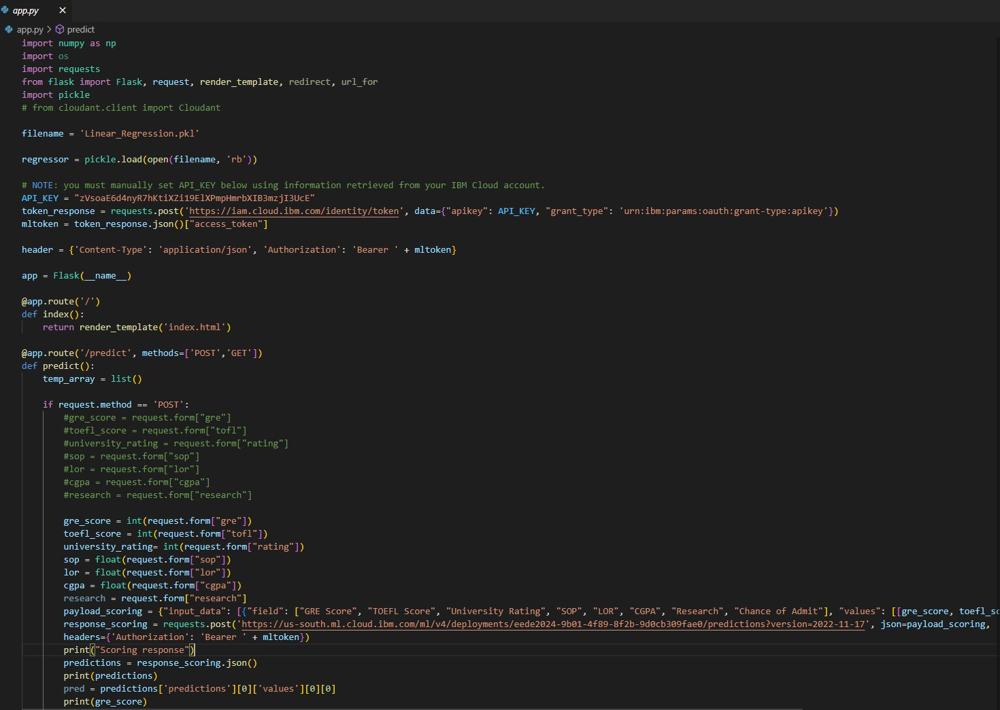 app.py
app.py > predict
import numpy as np
import os
import requests
from flask import Flask, request, render_template, redirect, url_for
import pickle
# from cloudant.client import Cloudant
filename = 'Linear_Regression.pkl'
regressor = pickle.load(open(filename, 'rb'))
# NOTE: you must manually set API_KEY below using information retrieved from your IBM Cloud account.
API_KEY = "zVsoaE6d4nyR7hKtiXZi19ElXPmpHmrbXIB3mzjI3UcE"
token_response = requests.post('https://iam.cloud.ibm.com/identity/token', data={"apikey": API_KEY, "grant_type": 'urn:ibm:params:oauth:grant-type:apikey'})
mltoken = token_response.json()["access_token"]
header = {'Content-Type': 'application/json', 'Authorization': 'Bearer ' + mltoken}
app = Flask(__name__)
@app.route('/')
def index():
    return render_template('index.html')
@app.route('/predict', methods=['POST','GET'])
def predict():
    temp_array = list()
    if request.method == 'POST':
        #gre_score = request.form["gre"]
        #toefl_score = request.form["tofl"]
        #university_rating = request.form["rating"]
        #sop = request.form["sop"]
        #lor = request.form["lor"]
        #cgpa = request.form["cgpa"]
        #research = request.form["research"]
        gre_score = int(request.form["gre"])
        toefl_score = int(request.form["tofl"])
        university_rating= int(request.form["rating"])
        sop = float(request.form["sop"])
        lor = float(request.form["lor"])
        cgpa = float(request.form["cgpa"])
        research = request.form["research"]
        payload_scoring = {"input_data": [{"field": ["GRE Score", "TOEFL Score", "University Rating", "SOP", "LOR", "CGPA", "Research", "Chance of Admit"], "values": [[gre_score, toefl_sc
        response_scoring = requests.post('https://us-south.ml.cloud.ibm.com/ml/v4/deployments/eede2024-9b01-4f89-8f2b-9d0cb309fae0/predictions?version=2022-11-17', json=payload_scoring,
        headers={'Authorization': 'Bearer ' + mltoken})
        print("Scoring response")
        predictions = response_scoring.json()
        print(predictions)
        pred = predictions['predictions'][0]['values'][0][0]
        print(gre_score)